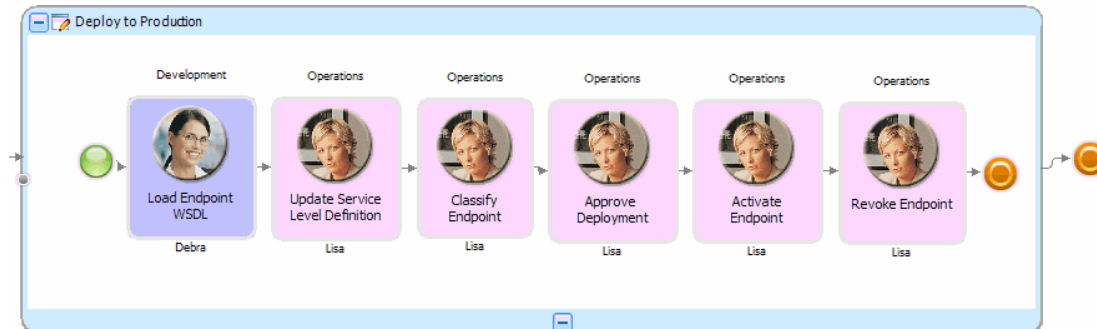 Deploy to Production
Development
Operations
Operations
Operations
Operations
Operations
Load Endpoint
WSDL
Update Service
Level Definition
Classify
Endpoint
Approve
Deployment
Activate
Endpoint
Revoke Endpoint
Debra
Lisa
Lisa
Lisa
Lisa
Lisa